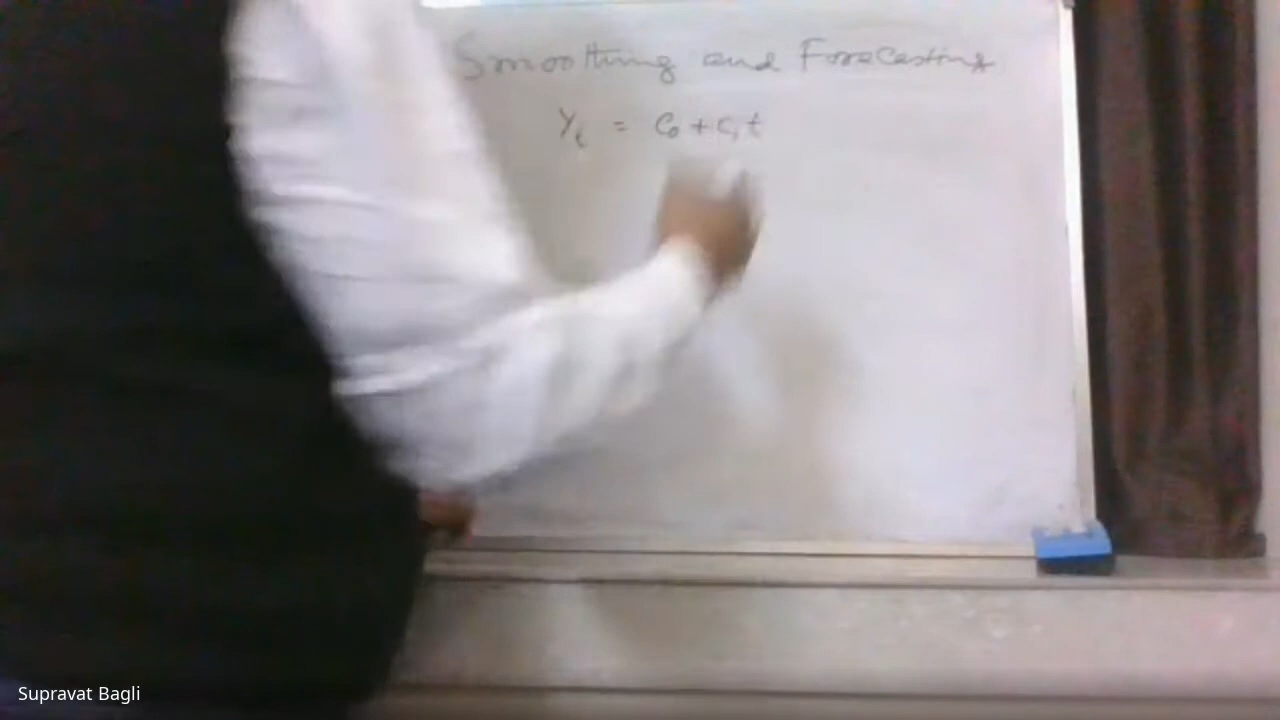 Smoothing and Forecasting
Yₜ = C₀ + C₁t
Supravat Bagli